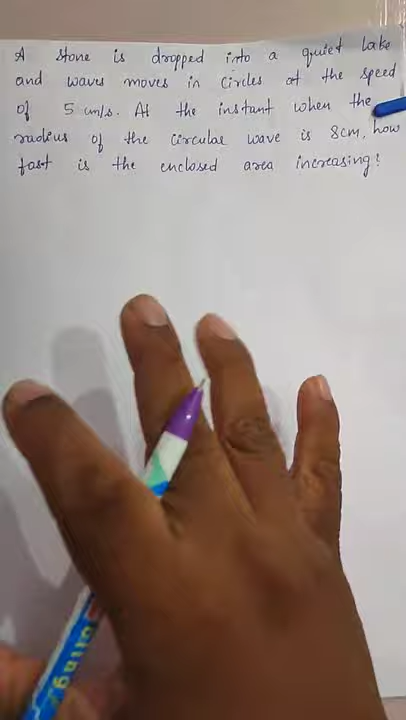 A stone is dropped into a quiet lake
and waves moves in circles at the speed
of 5 cm/s. At the instant when the
radius of the circular wave is 8cm, how
fast is the enclosed area increasing?